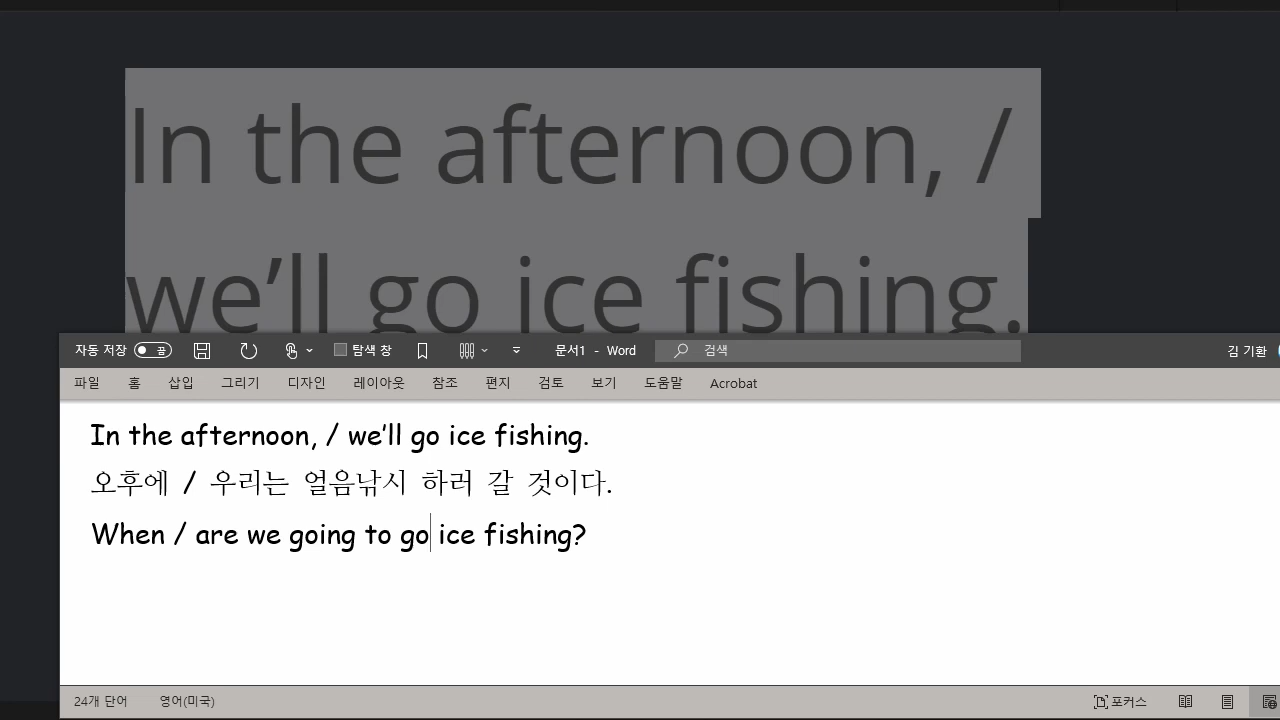 In the afternoon, /
we’ll go ice fishing.
자동 저장 끔 탐색 창 문서1 - Word 검색 김 기환
파일 홈 삽입 그리기 디자인 레이아웃 참조 편지 검토 보기 도움말 Acrobat
In the afternoon, / we’ll go ice fishing.
오후에 / 우리는 얼음낚시 하러 갈 것이다.
When / are we going to go ice fishing?
24개 단어 영어(미국) 포커스